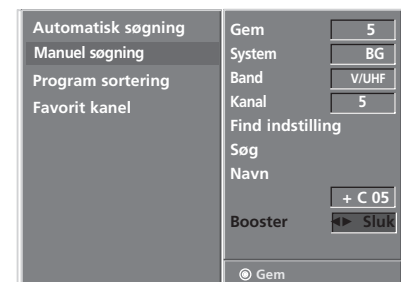 Automatisk søgning
Manuel søgning
Program sortering
Favorit kanel
Gem 5
System BG
Band V/UHF
Kanal 5
Find indstilling
Søg
Navn
+ C 05
Booster ◄► Sluk
Gem